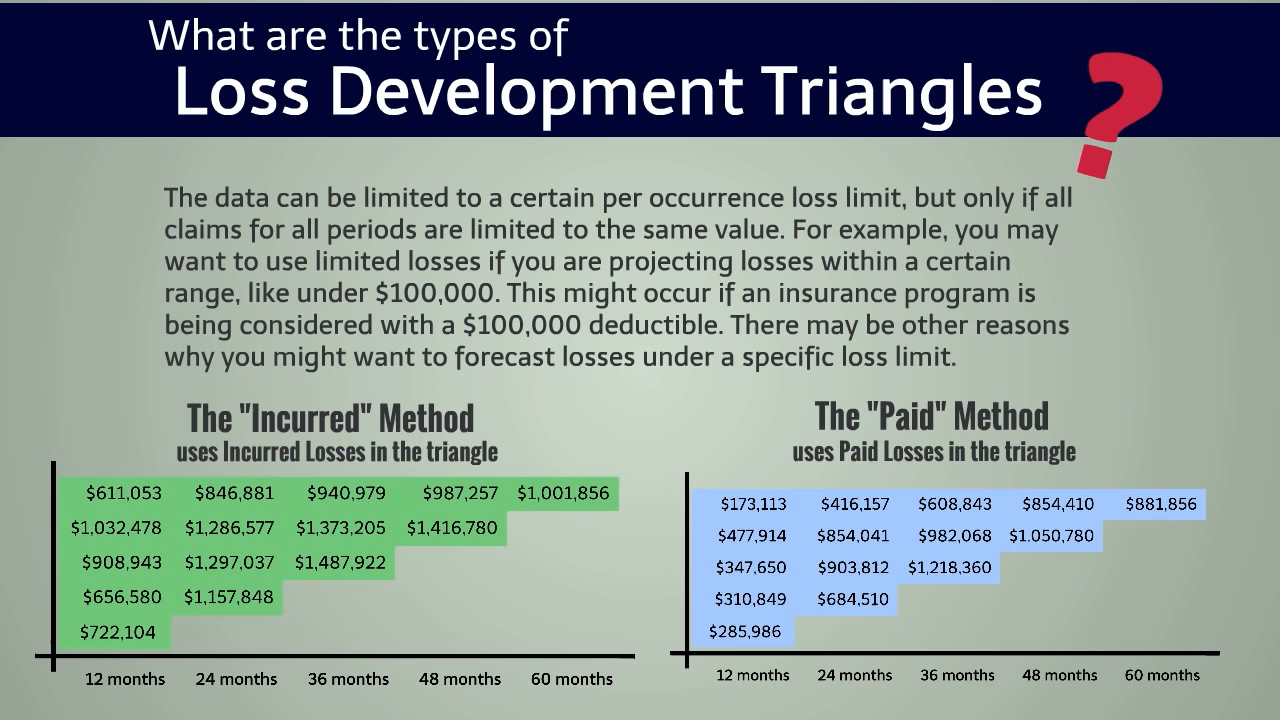 What are the types of
Loss Development Triangles ?
The data can be limited to a certain per occurrence loss limit, but only if all
claims for all periods are limited to the same value. For example, you may
want to use limited losses if you are projecting losses within a certain
range, like under $100,000. This might occur if an insurance program is
being considered with a $100,000 deductible. There may be other reasons
why you might want to forecast losses under a specific loss limit.
The "Incurred" Method
uses Incurred Losses in the triangle
$611,053 $846,881 $940,979 $987,257 $1,001,856
$1,032,478 $1,286,577 $1,373,205 $1,416,780
$908,943 $1,297,037 $1,487,922
$656,580 $1,157,848
$722,104
12 months 24 months 36 months 48 months 60 months
The "Paid" Method
uses Paid Losses in the triangle
$173,113 $416,157 $608,843 $854,410 $881,856
$477,914 $854,041 $982,068 $1.050,780
$347,650 $903,812 $1,218,360
$310,849 $684,510
$285,986
12 months 24 months 36 months 48 months 60 months